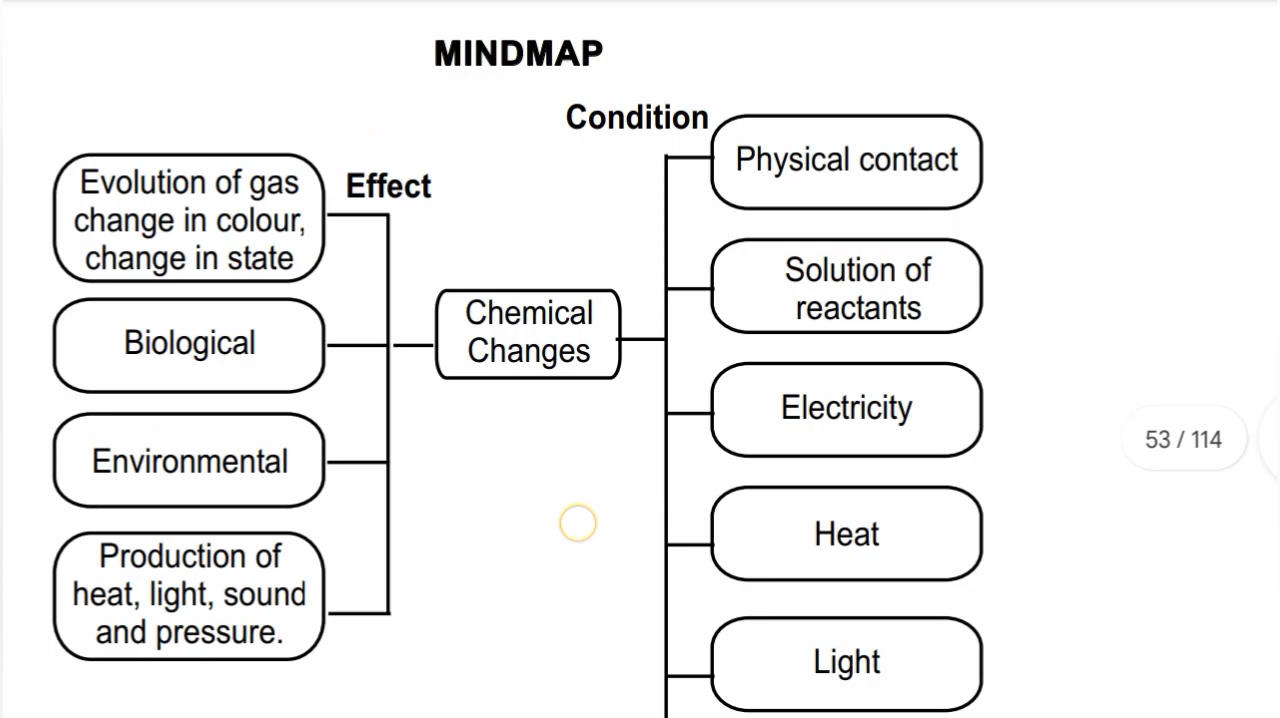 MINDMAP
Condition
Physical contact
Evolution of gas
change in colour,
change in state
Effect
Solution of
reactants
Chemical
Changes
Biological
Electricity
53 / 114
Environmental
Heat
Production of
heat, light, sound
and pressure.
Light